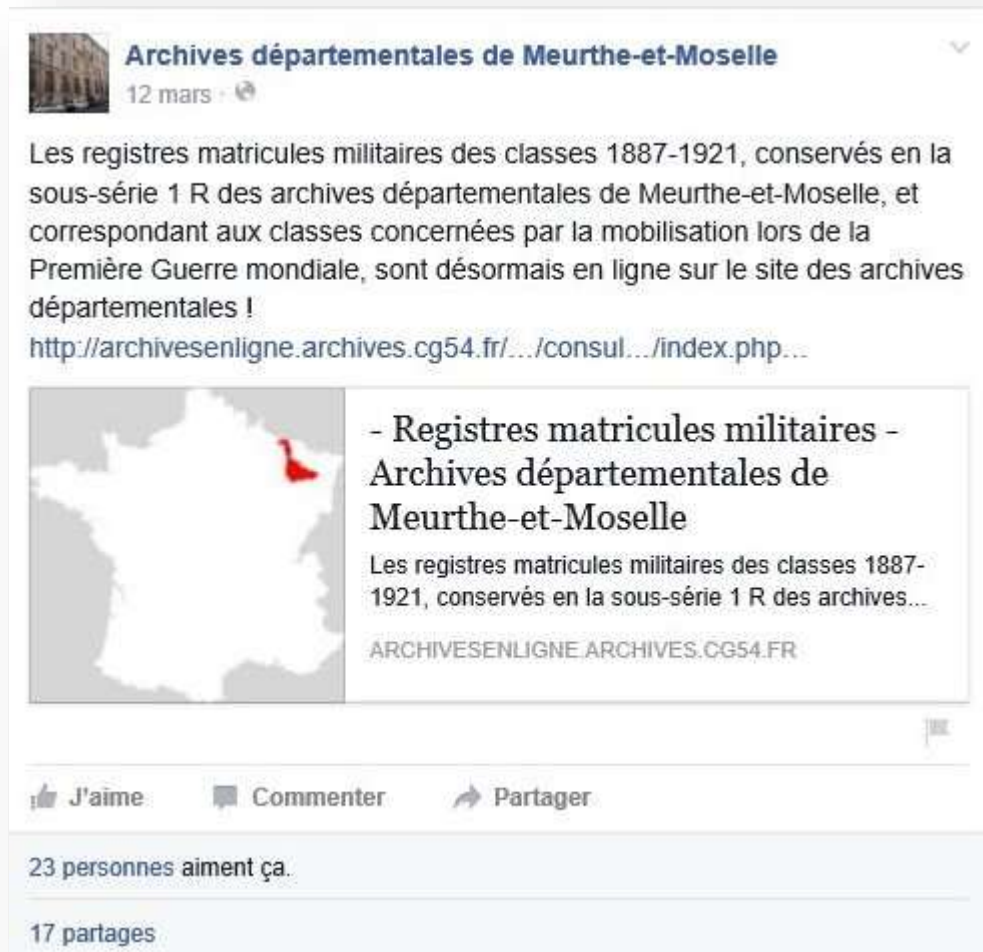 Archives départementales de Meurthe-et-Moselle
12 mars ·
Les registres matricules militaires des classes 1887-1921, conservés en la
sous-série 1 R des archives départementales de Meurthe-et-Moselle, et
correspondant aux classes concernées par la mobilisation lors de la
Première Guerre mondiale, sont désormais en ligne sur le site des archives
départementales !
http://archivesenligne.archives.cg54.fr/…/consul…/index.php…
- Registres matricules militaires -
Archives départementales de
Meurthe-et-Moselle
Les registres matricules militaires des classes 1887-
1921, conservés en la sous-série 1 R des archives...
ARCHIVESENLIGNE.ARCHIVES.CG54.FR
J'aime Commenter Partager
23 personnes aiment ça.
17 partages